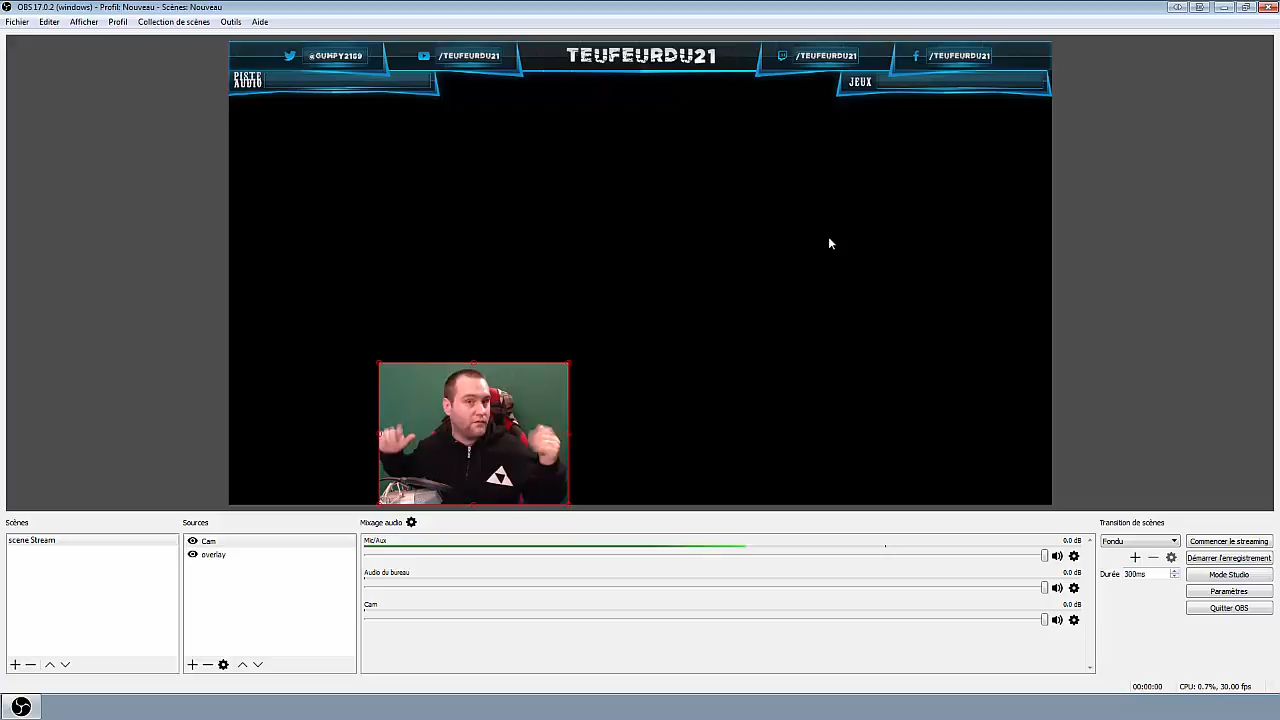 OBS 17.0.2 (windows) - Profil: Nouveau - Scènes: Nouveau
Fichier Editer Afficher Profil Collection de scènes Outils Aide
@GUMPY2159 /TEUFEURDU21 TEUFEURDU21 /TEUFEURDU21 /TEUFEURDU21
PISTE
AUDIO
JEUX
Scènes Sources Mixage audio Transition de scènes
scene Stream
Cam
overlay
Mic/Aux 0.0 dB
Audio du bureau 0.0 dB
Cam 0.0 dB
Fondu
Durée 300ms
Commencer le streaming
Démarrer l'enregistrement
Mode Studio
Paramètres
Quitter OBS
00:00:00 CPU: 0.7%, 30.00 fps